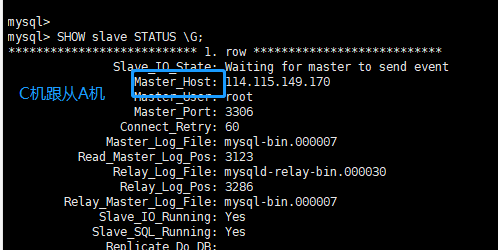 mysql>
mysql> SHOW slave STATUS \G;
*************************** 1. row ***************************
Slave_IO_State: Waiting for master to send event
Master_Host: 114.115.149.170
C机跟从A机
Master_User: root
Master_Port: 3306
Connect_Retry: 60
Master_Log_File: mysql-bin.000007
Read_Master_Log_Pos: 3123
Relay_Log_File: mysqld-relay-bin.000030
Relay_Log_Pos: 3286
Relay_Master_Log_File: mysql-bin.000007
Slave_IO_Running: Yes
Slave_SQL_Running: Yes
Replicate_Do_DB: